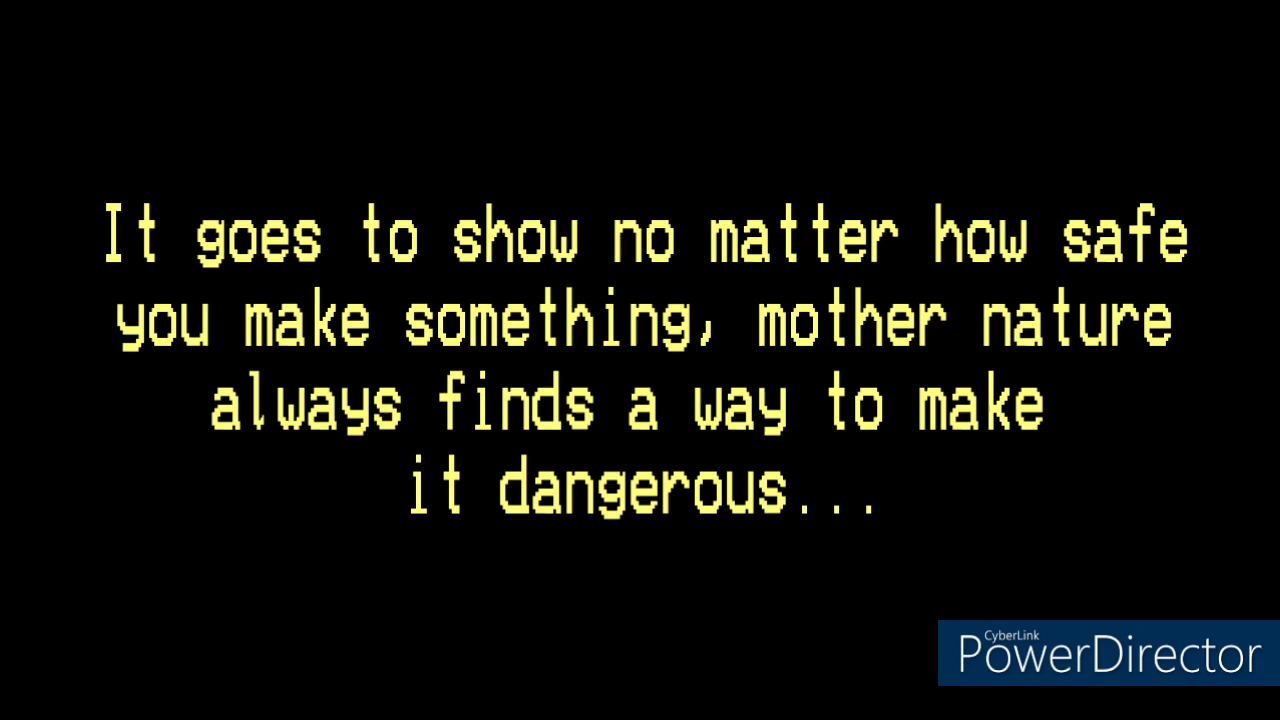 It goes to show no matter how safe
you make something, mother nature
always finds a way to make
it dangerous...
CyberLink
PowerDirector